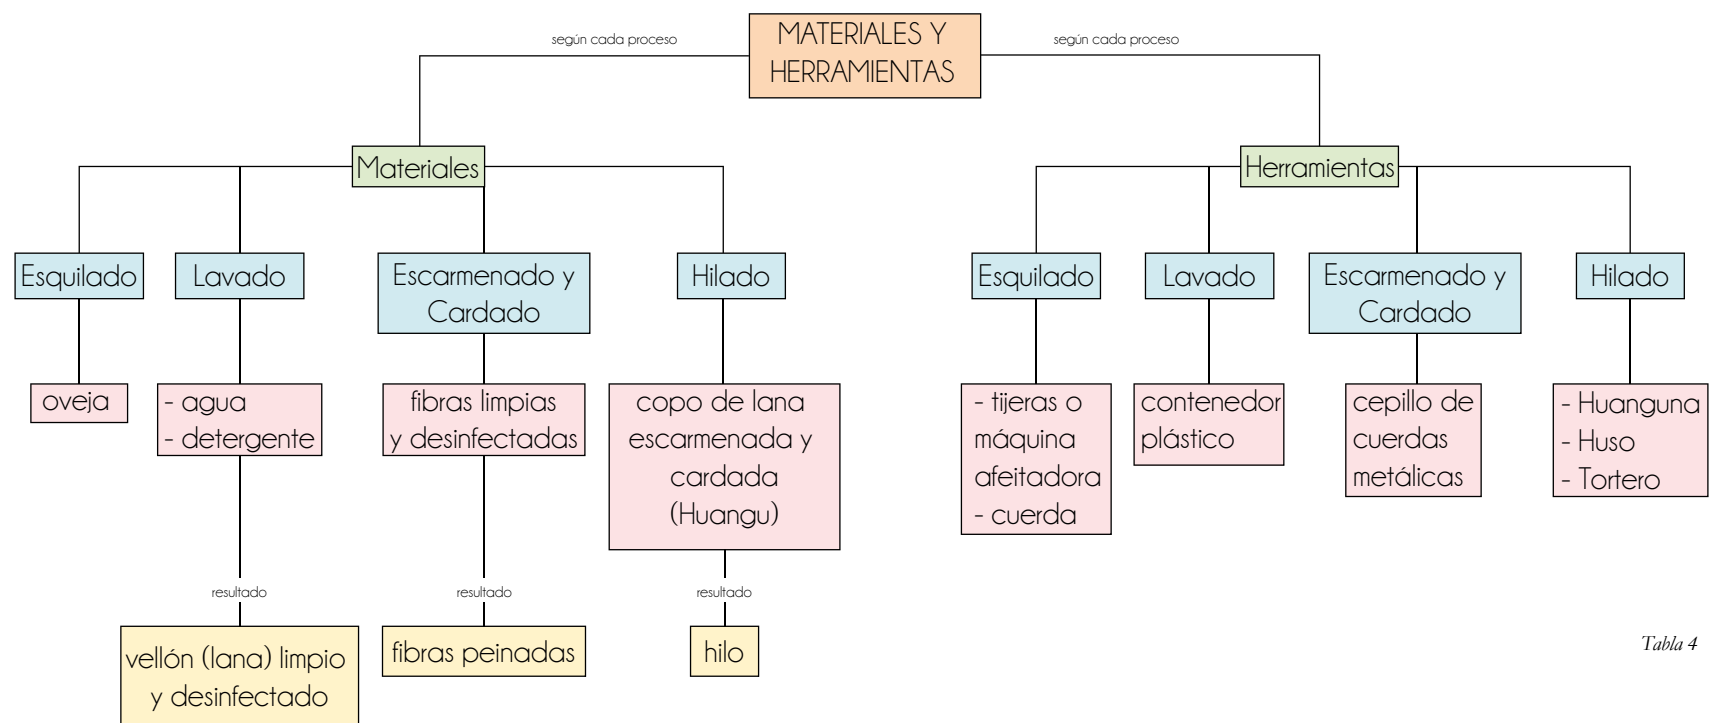 MATERIALES Y
HERRAMIENTAS
según cada proceso
según cada proceso
Materiales
Herramientas
Esquilado
Lavado
Escarmenado y
Cardado
Hilado
Esquilado
Lavado
Escarmenado y
Cardado
Hilado
oveja
- agua
- detergente
fibras limpias
y desinfectadas
copo de lana
escarmenada y
cardada
(Huangu)
- tijeras o
máquina
afeitadora
- cuerda
contenedor
plástico
cepillo de
cuerdas
metálicas
- Huanguna
- Huso
- Tortero
resultado
resultado
resultado
vellón (lana) limpio
y desinfectado
fibras peinadas
hilo
Tabla 4